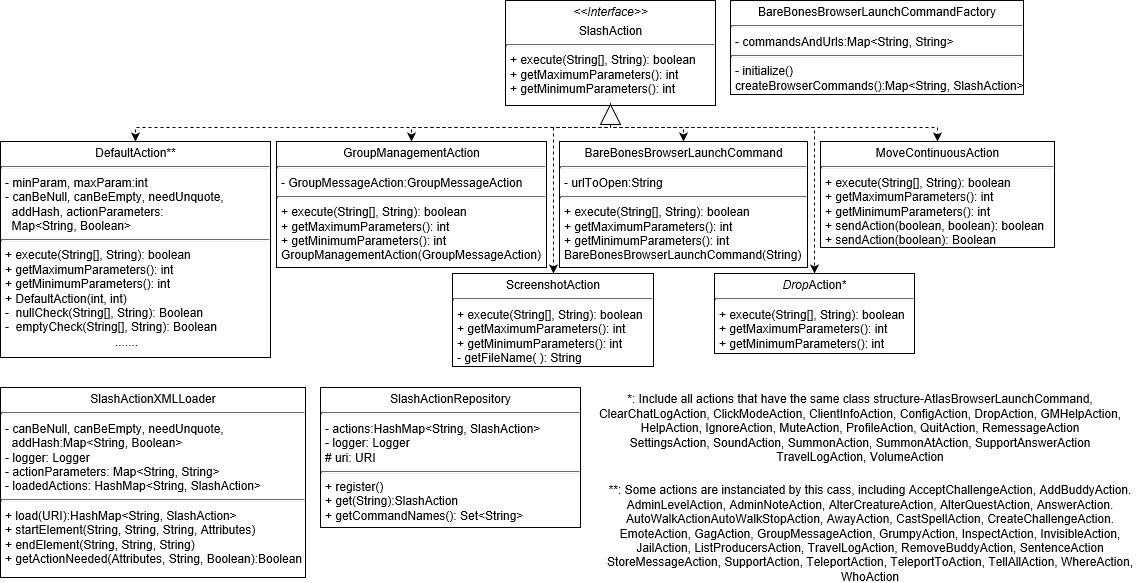 <<Interface>>
SlashAction
+ execute(String[], String): boolean
+ getMaximumParameters(): int
+ getMinimumParameters(): int
BareBonesBrowserLaunchCommandFactory
- commandsAndUrls:Map<String, String>
- initialize()
createBrowserCommands():Map<String, SlashAction>
DefaultAction**
- minParam, maxParam:int
- canBeNull, canBeEmpty, needUnquote,
addHash, actionParameters:
Map<String, Boolean>
+ execute(String[], String): boolean
+ getMaximumParameters(): int
+ getMinimumParameters(): int
+ DefaultAction(int, int)
- nullCheck(String[], String): Boolean
- emptyCheck(String[], String): Boolean
.......
GroupManagementAction
- GroupMessageAction:GroupMessageAction
+ execute(String[], String): boolean
+ getMaximumParameters(): int
+ getMinimumParameters(): int
GroupManagementAction(GroupMessageAction)
BareBonesBrowserLaunchCommand
- urlToOpen:String
+ execute(String[], String): boolean
+ getMaximumParameters(): int
+ getMinimumParameters(): int
BareBonesBrowserLaunchCommand(String)
MoveContinuousAction
+ execute(String[], String): boolean
+ getMaximumParameters(): int
+ getMinimumParameters(): int
+ sendAction(boolean, boolean): boolean
+ sendAction(boolean): Boolean
ScreenshotAction
+ execute(String[], String): boolean
+ getMaximumParameters(): int
+ getMinimumParameters(): int
- getFileName( ): String
DropAction*
+ execute(String[], String): boolean
+ getMaximumParameters(): int
+ getMinimumParameters(): int
SlashActionXMLLoader
- canBeNull, canBeEmpty, needUnquote,
addHash:Map<String, Boolean>
- logger: Logger
- actionParameters: Map<String, String>
- loadedActions: HashMap<String, SlashAction>
+ load(URI):HashMap<String, SlashAction>
+ startElement(String, String, String, Attributes)
+ endElement(String, String, String)
+ getActionNeeded(Attributes, String, Boolean):Boolean
SlashActionRepository
- actions:HashMap<String, SlashAction>
- logger: Logger
# uri: URI
+ register()
+ get(String):SlashAction
+ getCommandNames(): Set<String>
*: Include all actions that have the same class structure-AtlasBrowserLaunchCommand,
ClearChatLogAction, ClickModeAction, ClientInfoAction, ConfigAction, DropAction, GMHelpAction,
HelpAction, IgnoreAction, MuteAction, ProfileAction, QuitAction, RemessageAction
SettingsAction, SoundAction, SummonAction, SummonAtAction, SupportAnswerAction
TravelLogAction, VolumeAction
**: Some actions are instanciated by this cass, including AcceptChallengeAction, AddBuddyAction.
AdminLevelAction, AdminNoteAction, AlterCreatureAction, AlterQuestAction, AnswerAction.
AutoWalkActionAutoWalkStopAction, AwayAction, CastSpellAction, CreateChallengeAction.
EmoteAction, GagAction, GroupMessageAction, GrumpyAction, InspectAction, InvisibleAction,
JailAction, ListProducersAction, TravelLogAction, RemoveBuddyAction, SentenceAction
StoreMessageAction, SupportAction, TeleportAction, TeleportToAction, TellAllAction, WhereAction,
WhoAction